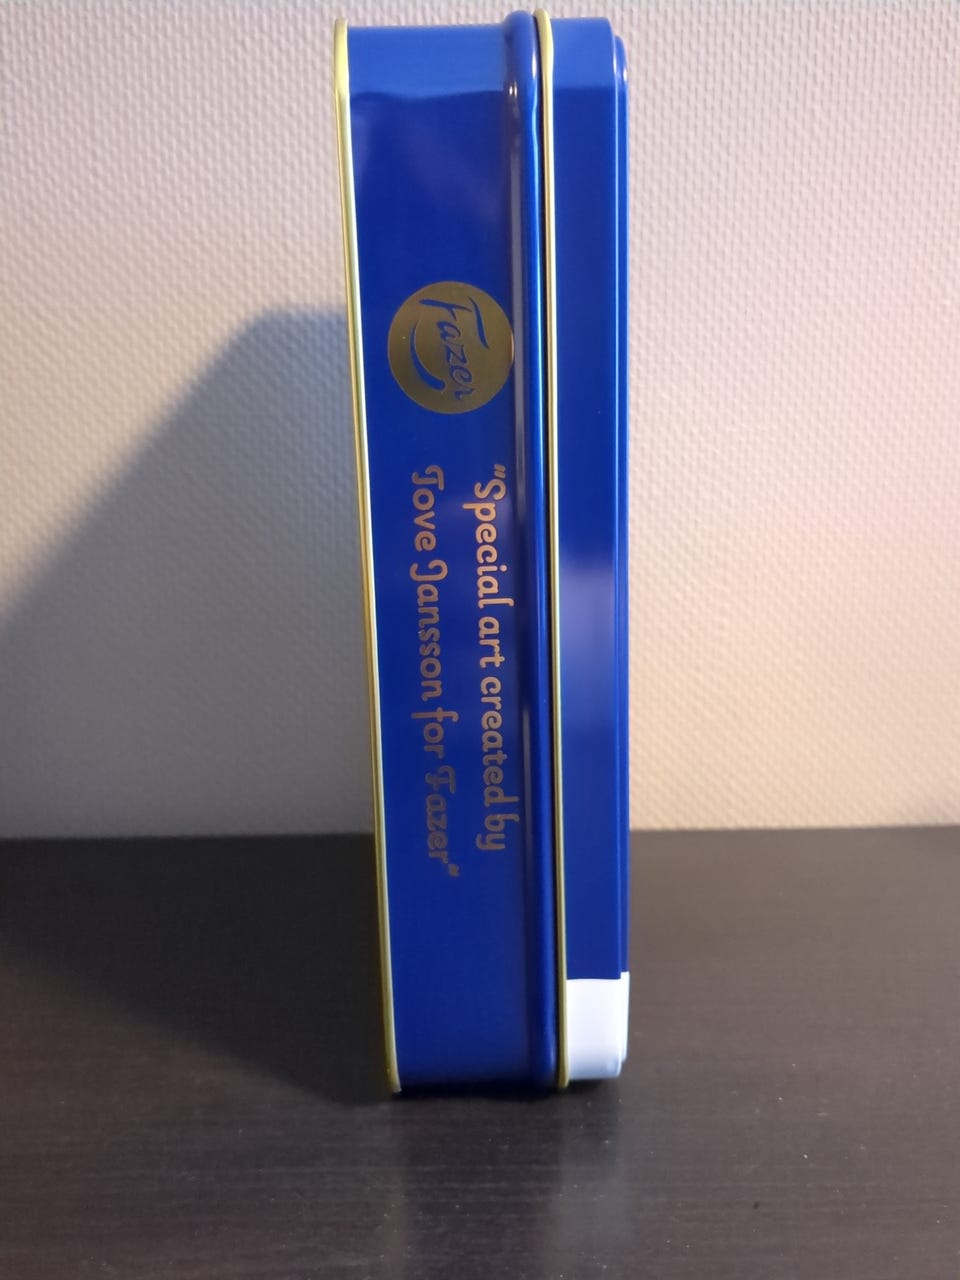 Fazer
"Special art created by
Tove Jansson for Fazer"